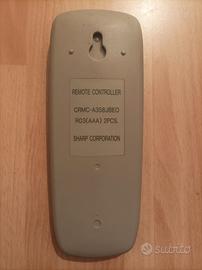 REMOTE CONTROLLER
CRMC-A358JBEO
R03(AAA) 2PCS.
SHARP CORPORATION
subito